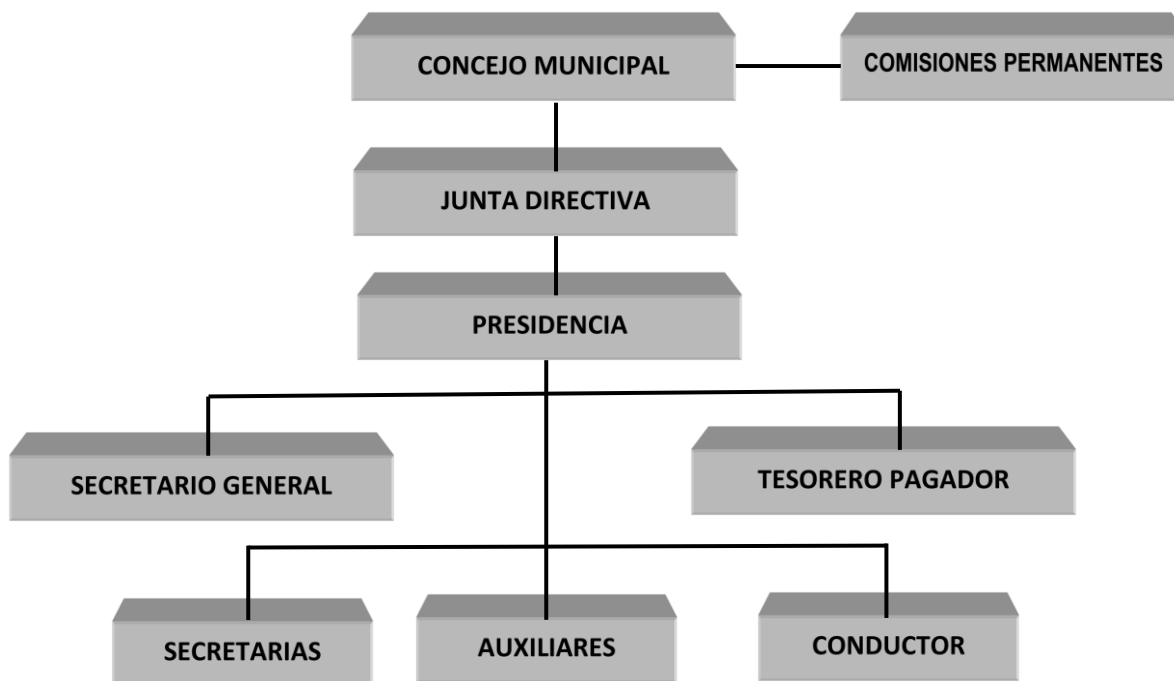 CONCEJO MUNICIPAL
COMISIONES PERMANENTES
JUNTA DIRECTIVA
PRESIDENCIA
SECRETARIO GENERAL
TESORERO PAGADOR
SECRETARIAS
AUXILIARES
CONDUCTOR